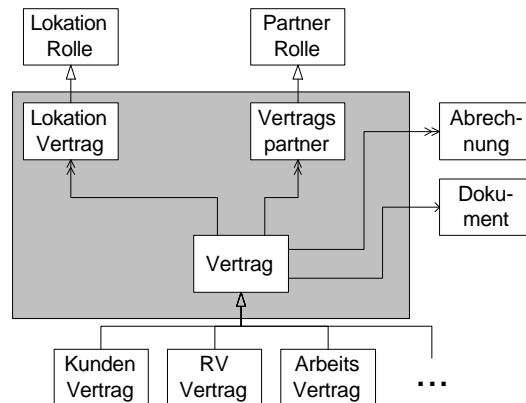 Lokation
Rolle
Partner
Rolle
Lokation
Vertrag
Vertrags
partner
Abrech-
nung
Doku-
ment
Vertrag
Kunden
Vertrag
RV
Vertrag
Arbeits
Vertrag
...